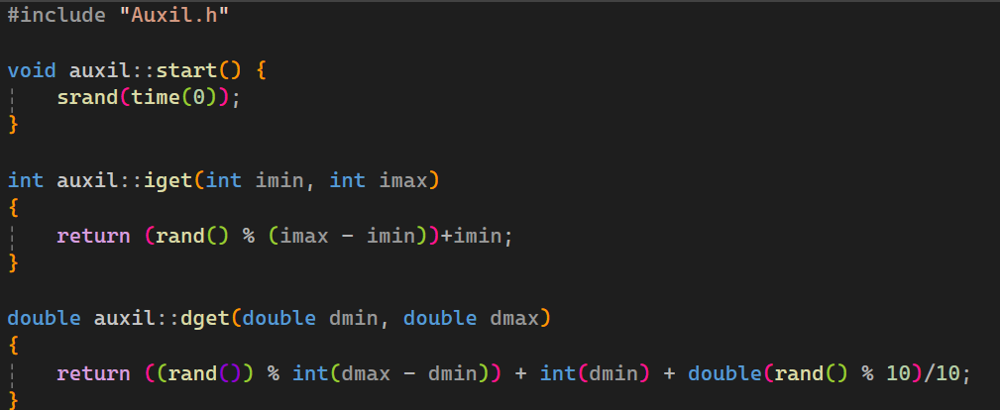 #include "Auxil.h"
void auxil::start() {
srand(time(0));
}
int auxil::iget(int imin, int imax)
{
return (rand() % (imax - imin))+imin;
}
double auxil::dget(double dmin, double dmax)
{
return ((rand()) % int(dmax - dmin)) + int(dmin) + double(rand() % 10)/10;
}